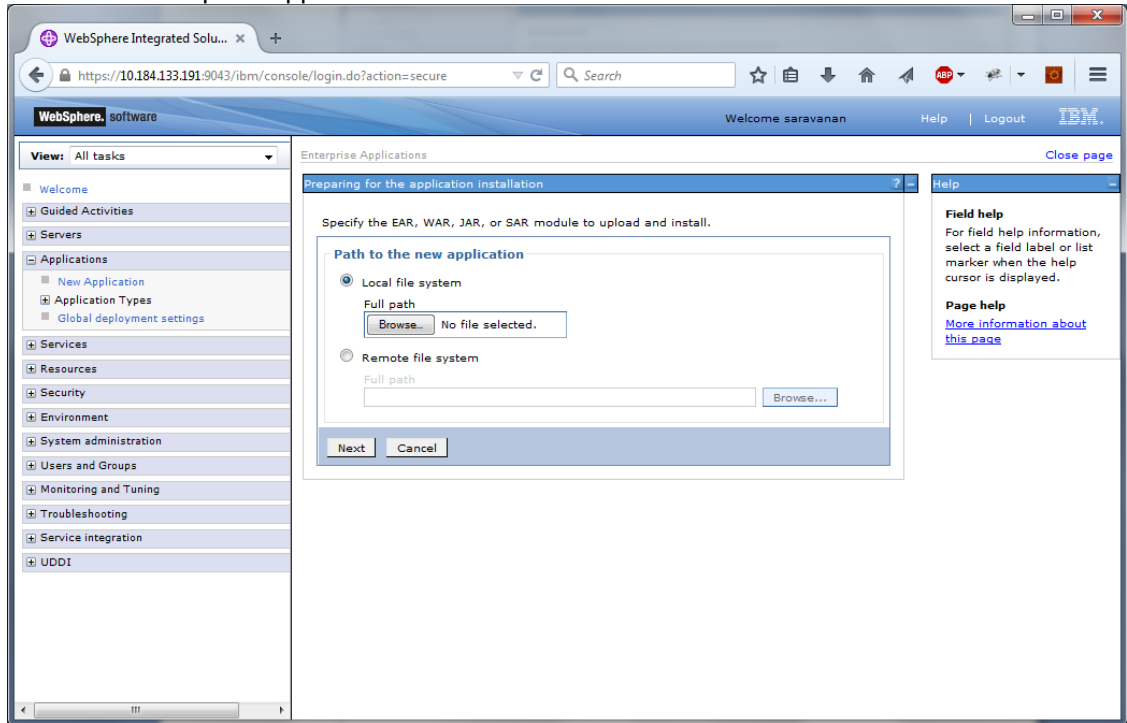 WebSphere Integrated Solu... × +
https://10.184.133.191:9043/ibm/console/login.do?action=secure
Search
ABP
WebSphere. software
Welcome saravanan
Help | Logout
IBM.
View: All tasks
Welcome
Guided Activities
Servers
Applications
New Application
Application Types
Global deployment settings
Services
Resources
Security
Environment
System administration
Users and Groups
Monitoring and Tuning
Troubleshooting
Service integration
UDDI
Enterprise Applications
Close page
Preparing for the application installation
? -
Specify the EAR, WAR, JAR, or SAR module to upload and install.
Path to the new application
Local file system
Full path
Browse... No file selected.
Remote file system
Full path
Browse...
Next Cancel
Help
Field help
For field help information,
select a field label or list
marker when the help
cursor is displayed.
Page help
More information about
this page